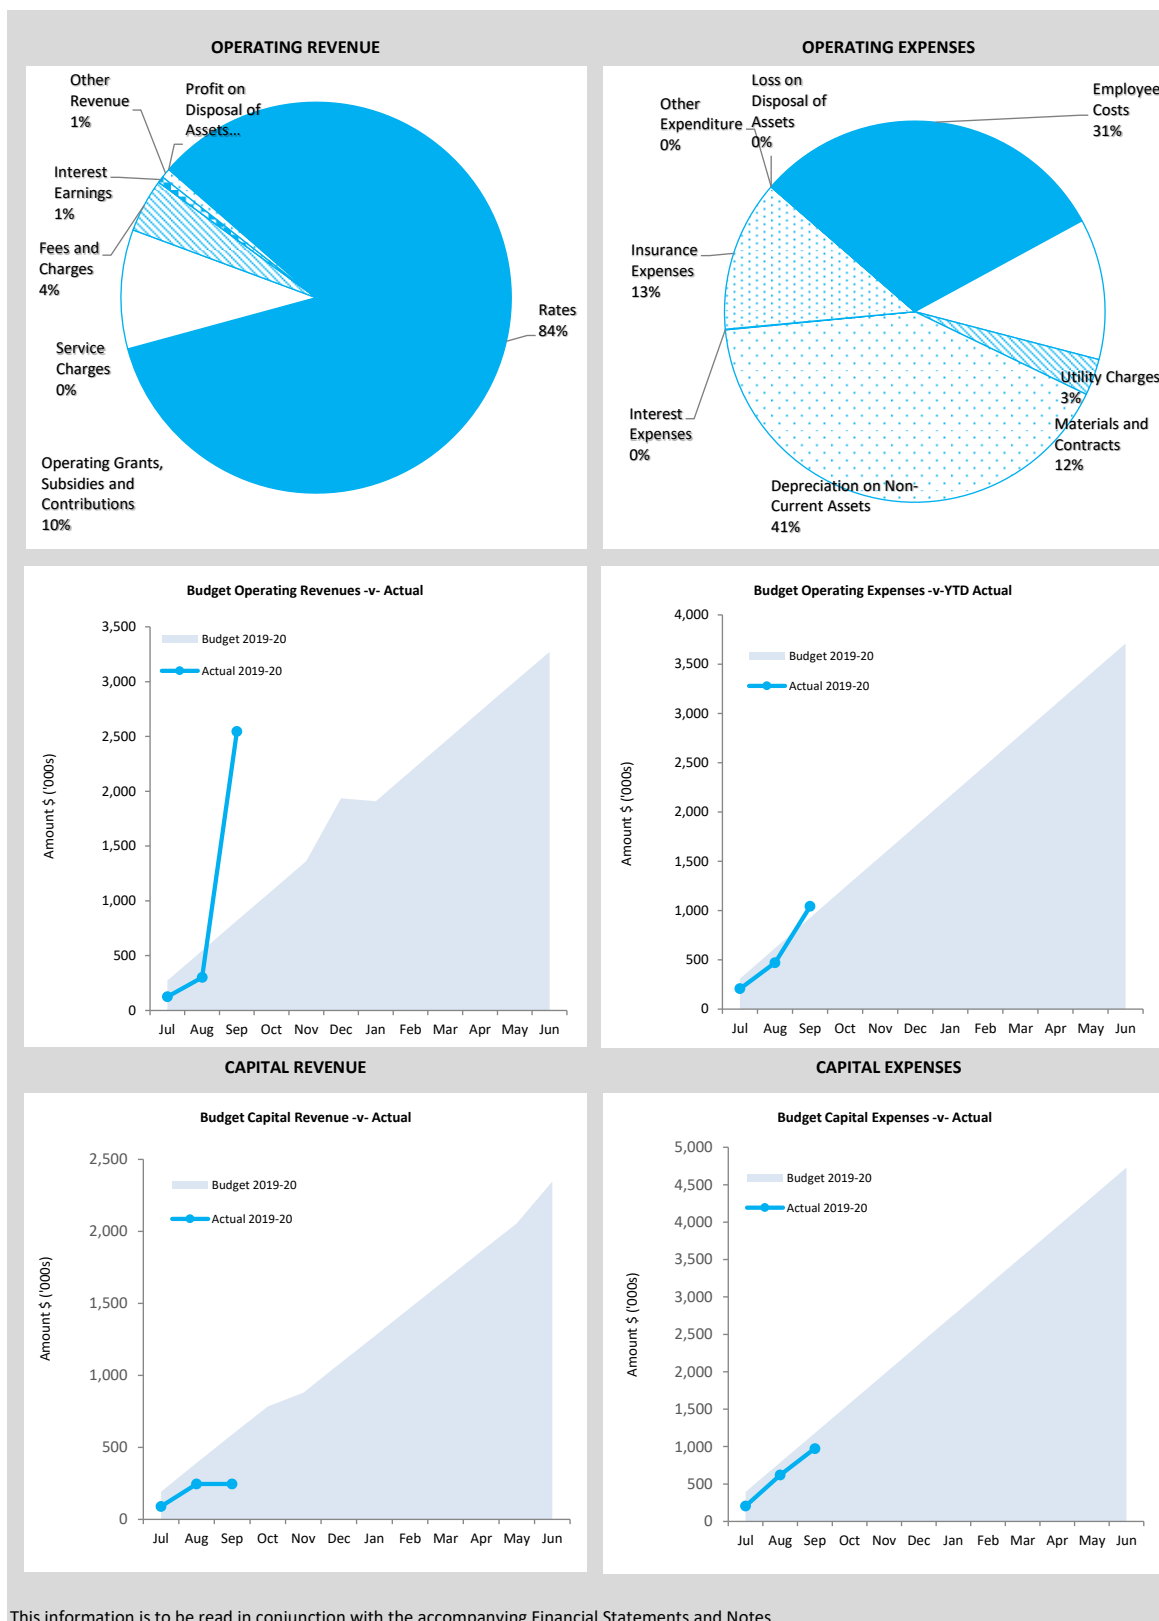 OPERATING REVENUE
Other
Revenue
1%
Profit on
Disposal of
Assets...
Interest
Earnings
1%
Fees and
Charges
4%
Rates
84%
Service
Charges
0%
Operating Grants,
Subsidies and
Contributions
10%
OPERATING EXPENSES
Loss on
Disposal of
Assets
0%
Other
Expenditure
0%
Employee
Costs
31%
Insurance
Expenses
13%
Utility Charges
3%
Interest
Expenses
0%
Materials and
Contracts
12%
Depreciation on Non-
Current Assets
41%
Budget Operating Revenues -v- Actual
3,500
3,000
2,500
2,000
1,500
1,000
500
0
Budget 2019-20
Actual 2019-20
Amount $ ('000s)
Jul Aug Sep Oct Nov Dec Jan Feb Mar Apr May Jun
Budget Operating Expenses -v-YTD Actual
4,000
3,500
3,000
2,500
2,000
1,500
1,000
500
0
Budget 2019-20
Actual 2019-20
Amount $ ('000s)
Jul Aug Sep Oct Nov Dec Jan Feb Mar Apr May Jun
CAPITAL REVENUE
Budget Capital Revenue -v- Actual
2,500
2,000
1,500
1,000
500
0
Budget 2019-20
Actual 2019-20
Amount $ ('000s)
Jul Aug Sep Oct Nov Dec Jan Feb Mar Apr May Jun
CAPITAL EXPENSES
Budget Capital Expenses -v- Actual
5,000
4,500
4,000
3,500
3,000
2,500
2,000
1,500
1,000
500
0
Budget 2019-20
Actual 2019-20
Amount $ ('000s)
Jul Aug Sep Oct Nov Dec Jan Feb Mar Apr May Jun
This information is to be read in conjunction with the accompanying Financial Statements and Notes